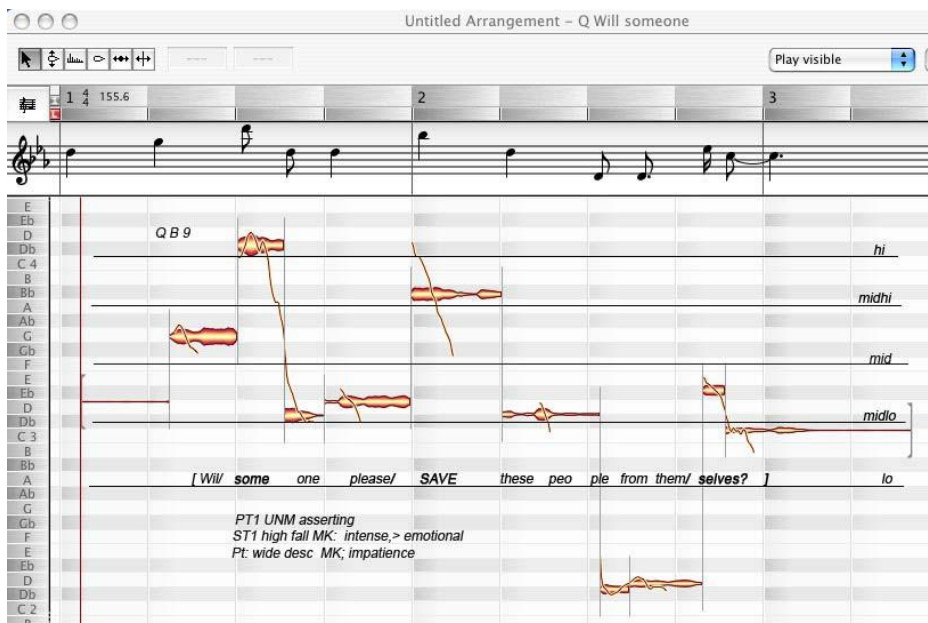 Untitled Arrangement – Q Will someone
--- ---
Play visible
1 4/4 155.6 2 3
E
Eb
D
Q B 9
Db
hi
C 4
B
Bb
midhi
A
Ab
G
Gb
mid
F
E
Eb
D
midlo
Db
C 3
B
Bb
[ Will/ some one please/ SAVE these peo ple from them/ selves? ] lo
A
Ab
G
PT1 UNM asserting
Gb
ST1 high fall MK: intense,> emotional
F
Pt: wide desc MK; impatience
E
Eb
D
Db
C 2